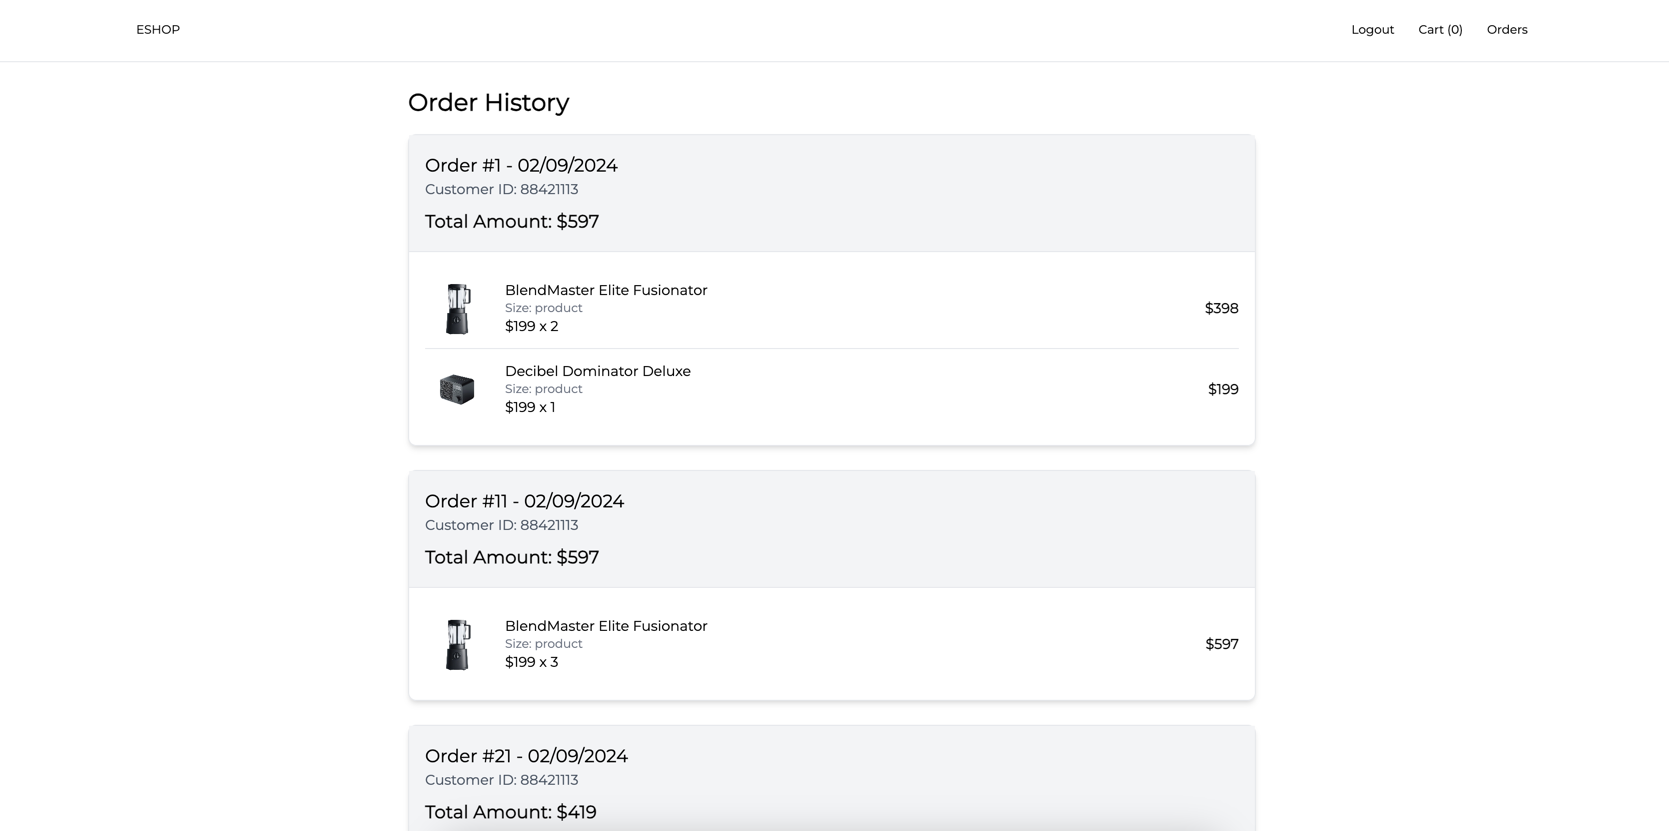 ESHOP
Logout Cart (0) Orders
Order History
Order #1 - 02/09/2024
Customer ID: 88421113
Total Amount: $597
BlendMaster Elite Fusionator
Size: product
$199 x 2
$398
Decibel Dominator Deluxe
Size: product
$199 x 1
$199
Order #11 - 02/09/2024
Customer ID: 88421113
Total Amount: $597
BlendMaster Elite Fusionator
Size: product
$199 x 3
$597
Order #21 - 02/09/2024
Customer ID: 88421113
Total Amount: $419